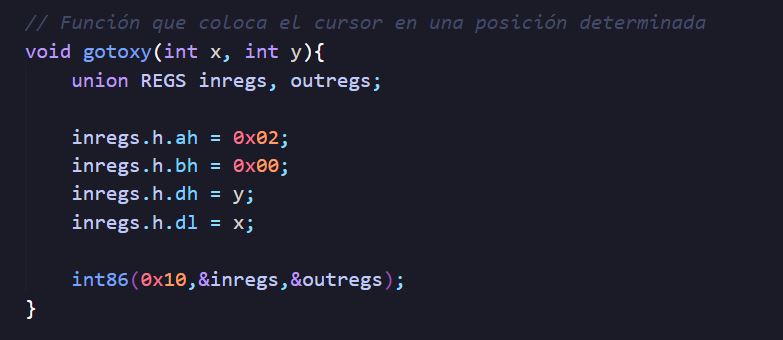 // Función que coloca el cursor en una posición determinada
void gotoxy(int x, int y){
    union REGS inregs, outregs;

    inregs.h.ah = 0x02;
    inregs.h.bh = 0x00;
    inregs.h.dh = y;
    inregs.h.dl = x;

    int86(0x10,&inregs,&outregs);
}